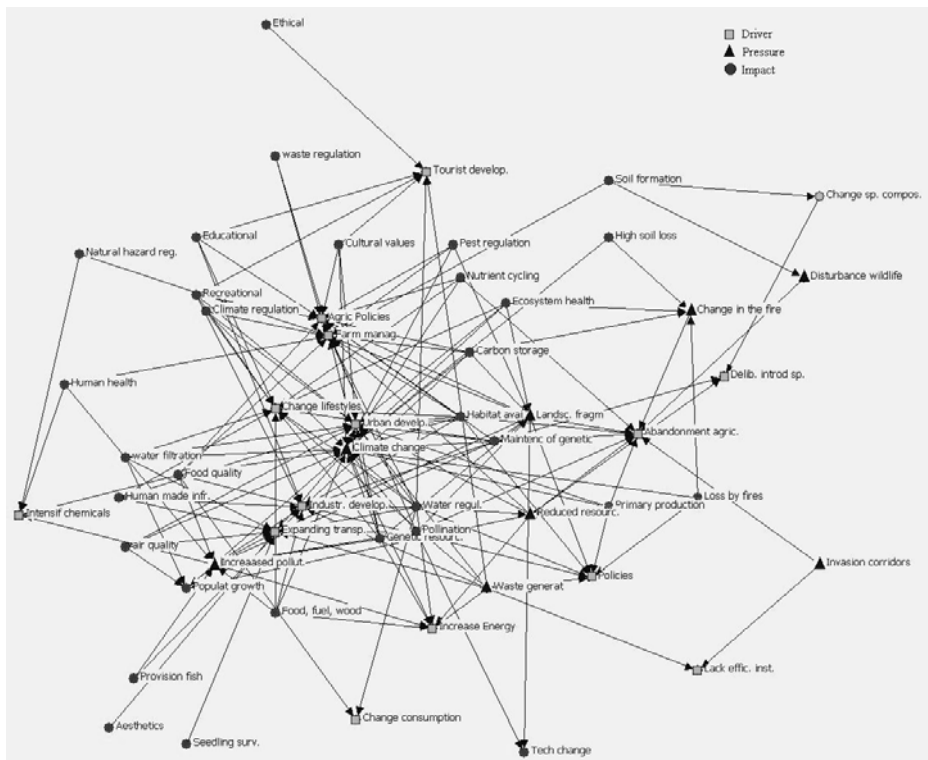 Ethical
Driver
Pressure
Impact
waste regulation
Tourist develop.
Soil formation
Change sp. compos.
Educational
Cultural values
Pest regulation
High soil loss
Natural hazard reg.
Nutrient cycling
Disturbance wildlife
Recreational
Climate regulation
Ecosystem health
Agric Policies
Change in the fire
Farm manag.
Carbon storage
Delib. introd sp.
Human health
Change lifestyles
Urban develop.
Habitat avai
Landsc. fragm
Abandonment agric.
Maintenc of genetic
Climate change
water filtration
Food quality
Human made infr.
Loss by fires
Intensif chemicals
Industr. develop.
Water regul.
Reduced resourc.
Primary production
Expanding transp.
Pollination
Genetic resourc.
air quality
Increaased pollut.
Invasion corridors
Populat growth
Waste generat
Policies
Food, fuel, wood
Increase Energy
Lack effic. inst.
Provision fish
Change consumption
Aesthetics
Seedling surv.
Tech change